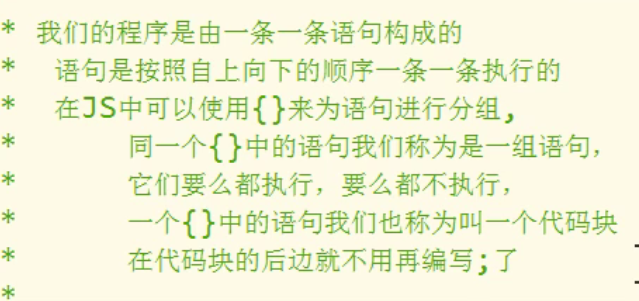 * 我们的程序是由一条一条语句构成的
* 语句是按照自上向下的顺序一条一条执行的
* 在JS中可以使用{}来为语句进行分组,
* 同一个{}中的语句我们称为是一组语句，
* 它们要么都执行，要么都不执行，
* 一个{}中的语句我们也称为叫一个代码块
* 在代码块的后边就不用再编写;了
*